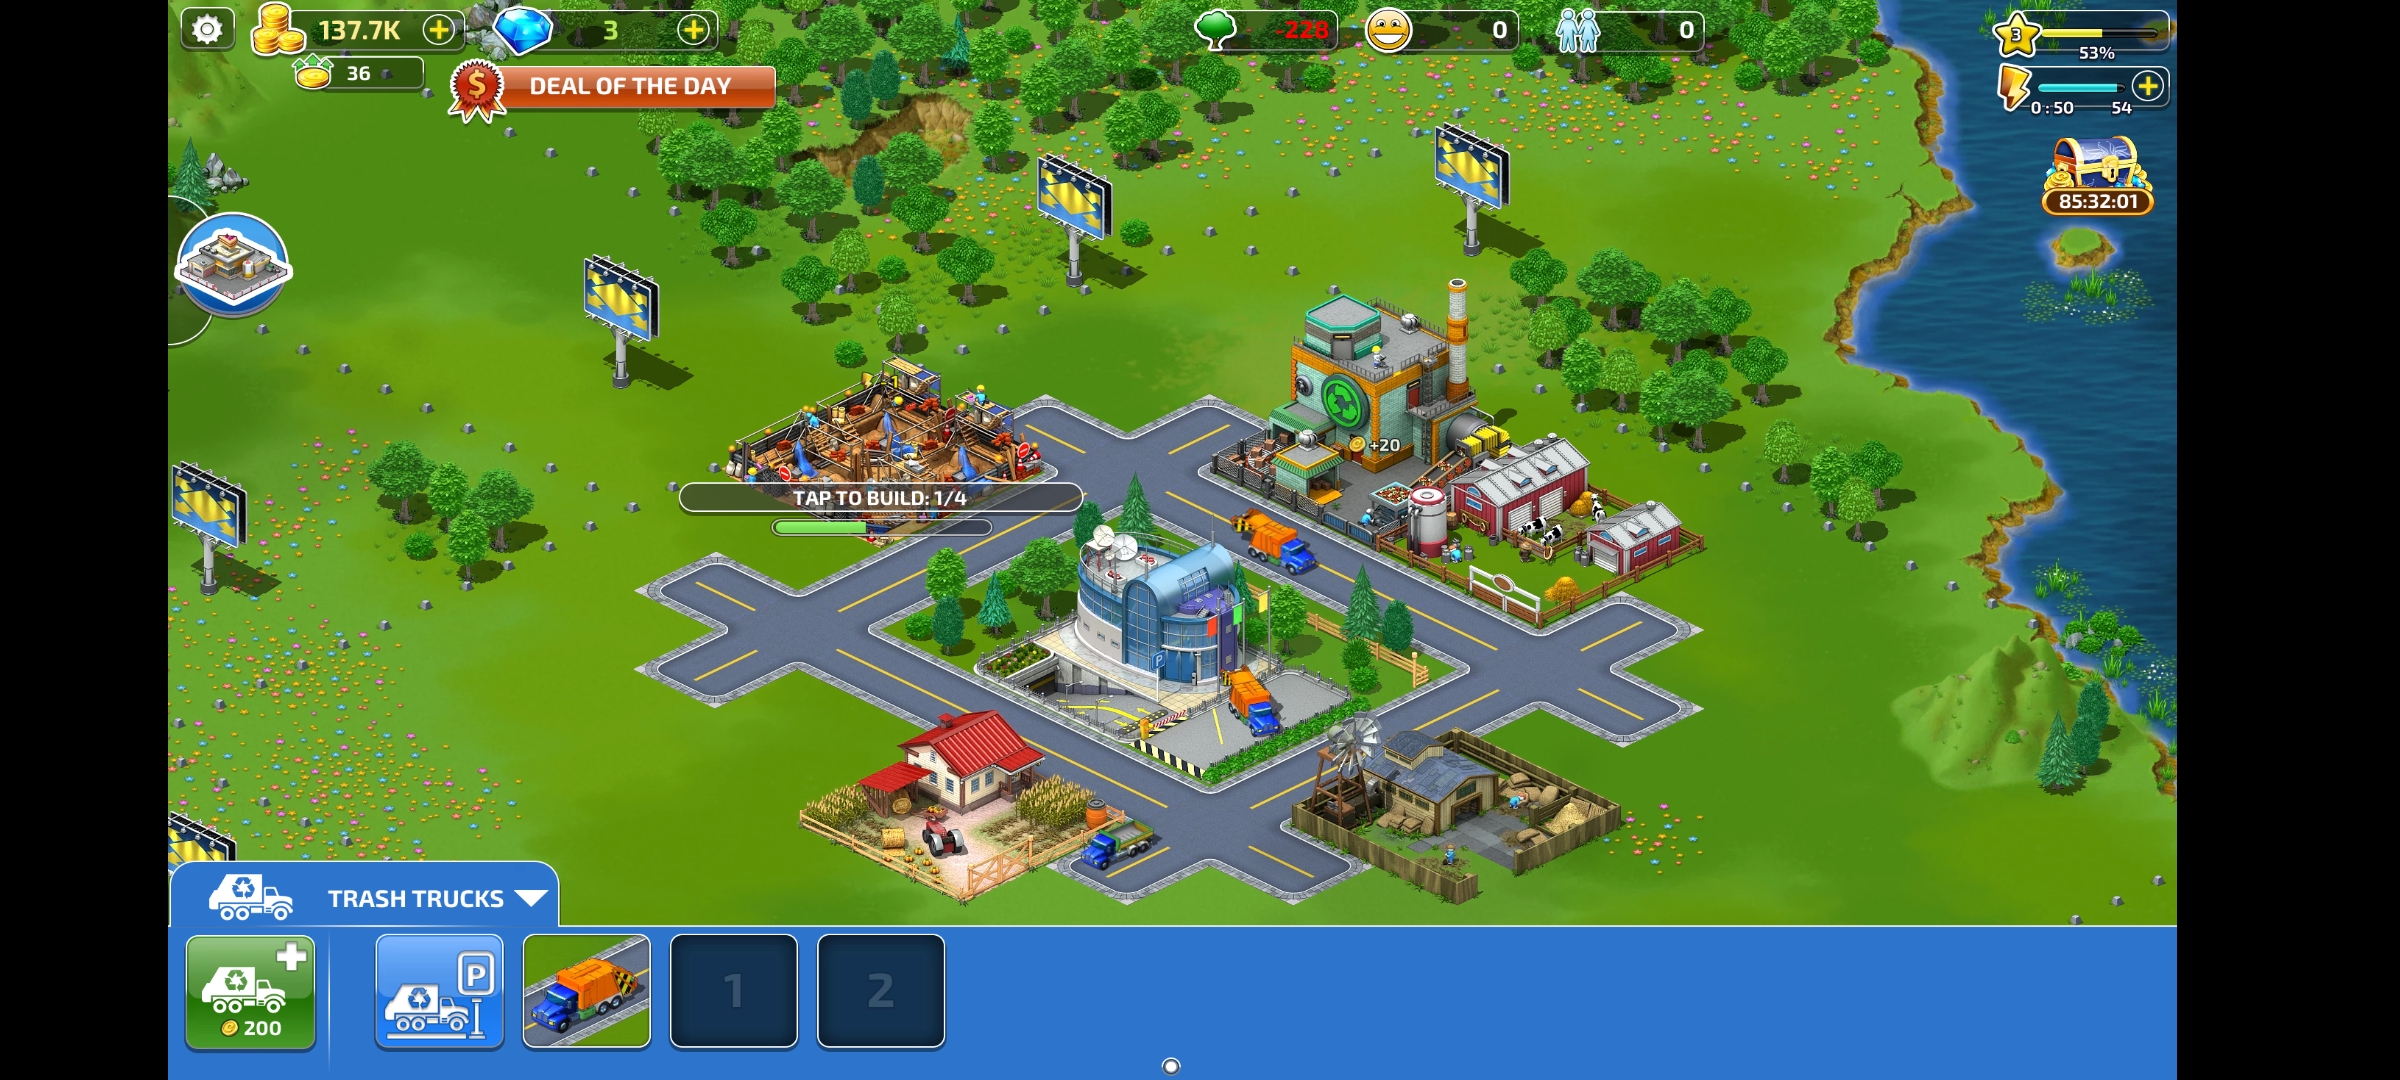 137.7K
3
-228
0
0
3
53%
36
DEAL OF THE DAY
0:50
54
85:32:01
+20
TAP TO BUILD: 1/4
P
TRASH TRUCKS
200
P
1
2